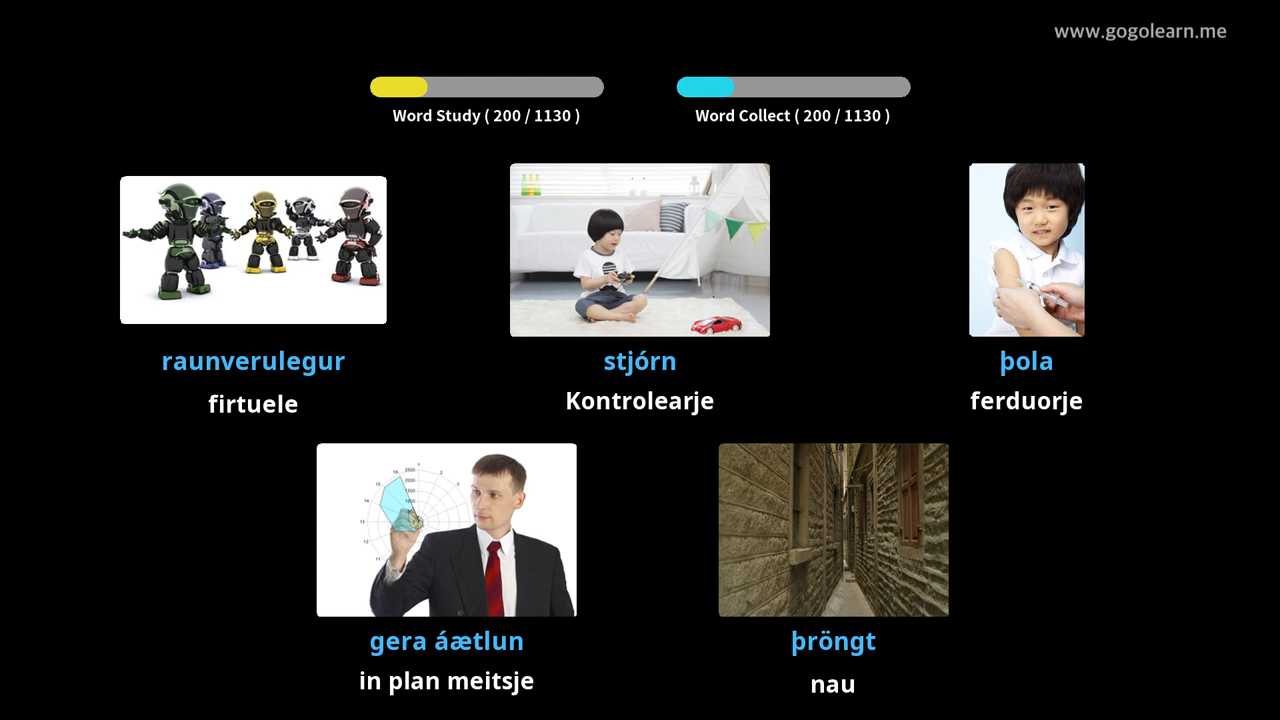 www.gogolearn.me
Word Study ( 200 / 1130 )
Word Collect ( 200 / 1130 )
raunverulegur
firtuele
stjórn
Kontrolearje
þola
ferduorje
gera áætlun
in plan meitsje
þröngt
nau